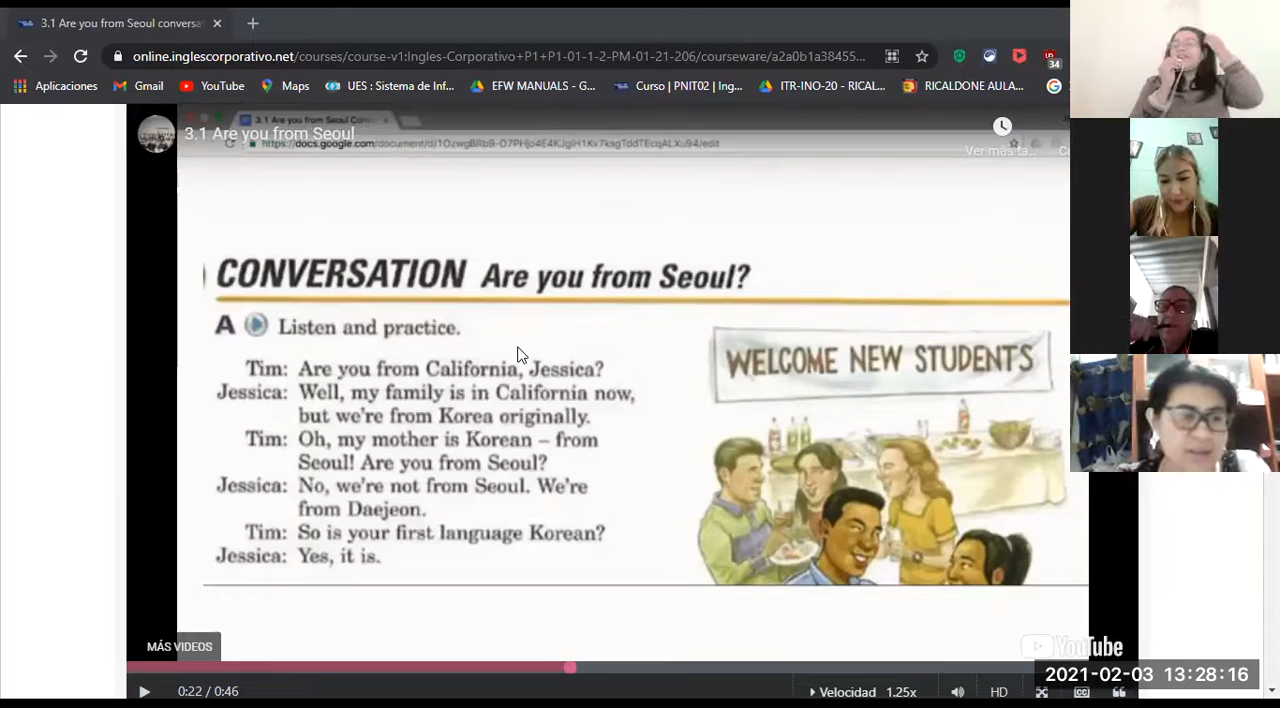 3.1 Are you from Seoul conversa
online.inglescorporativo.net/courses/course-v1:Ingles-Corporativo+P1+P1-01-1-2-PM-01-21-206/courseware/a2a0b1a38455...
34
Aplicaciones
Gmail
YouTube
Maps
UES : Sistema de Inf...
EFW MANUALS - G...
Curso | PNIT02 | Ing...
ITR-INO-20 - RICAL...
RICALDONE AULA...
3.1 Are you from Seoul
Ver más ta...
CONVERSATION Are you from Seoul?
A Listen and practice.
Tim: Are you from California, Jessica?
Jessica: Well, my family is in California now,
but we're from Korea originally.
Tim: Oh, my mother is Korean – from
Seoul! Are you from Seoul?
Jessica: No, we're not from Seoul. We're
from Daejeon.
Tim: So is your first language Korean?
Jessica: Yes, it is.
WELCOME NEW STUDENTS
MÁS VIDEOS
YouTube
2021-02-03 13:28:16
0:22 / 0:46
Velocidad 1.25x
HD